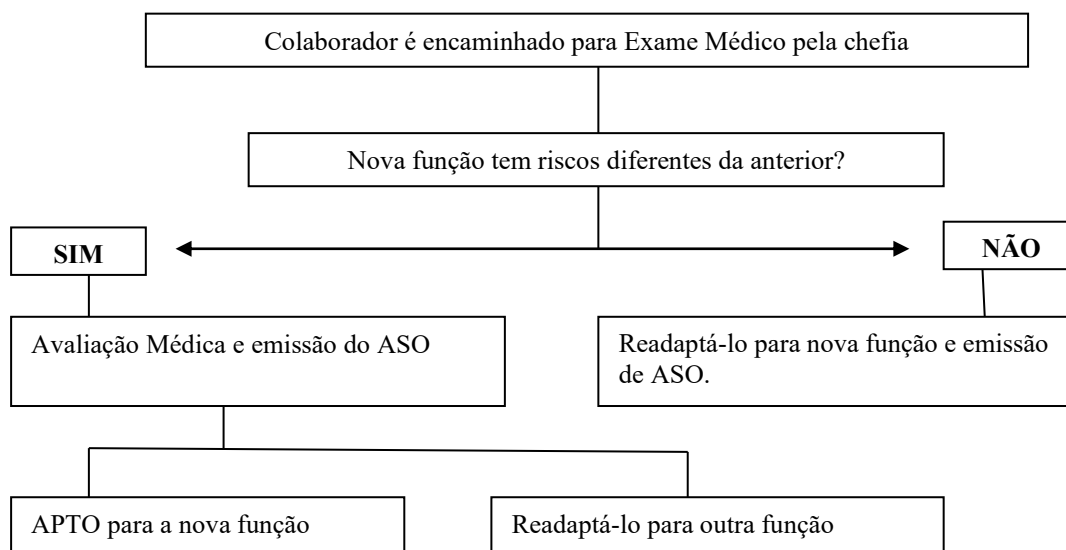 Colaborador é encaminhado para Exame Médico pela chefia
Nova função tem riscos diferentes da anterior?
SIM
NÃO
Avaliação Médica e emissão do ASO
Readaptá-lo para nova função e emissão
de ASO.
APTO para a nova função
Readaptá-lo para outra função